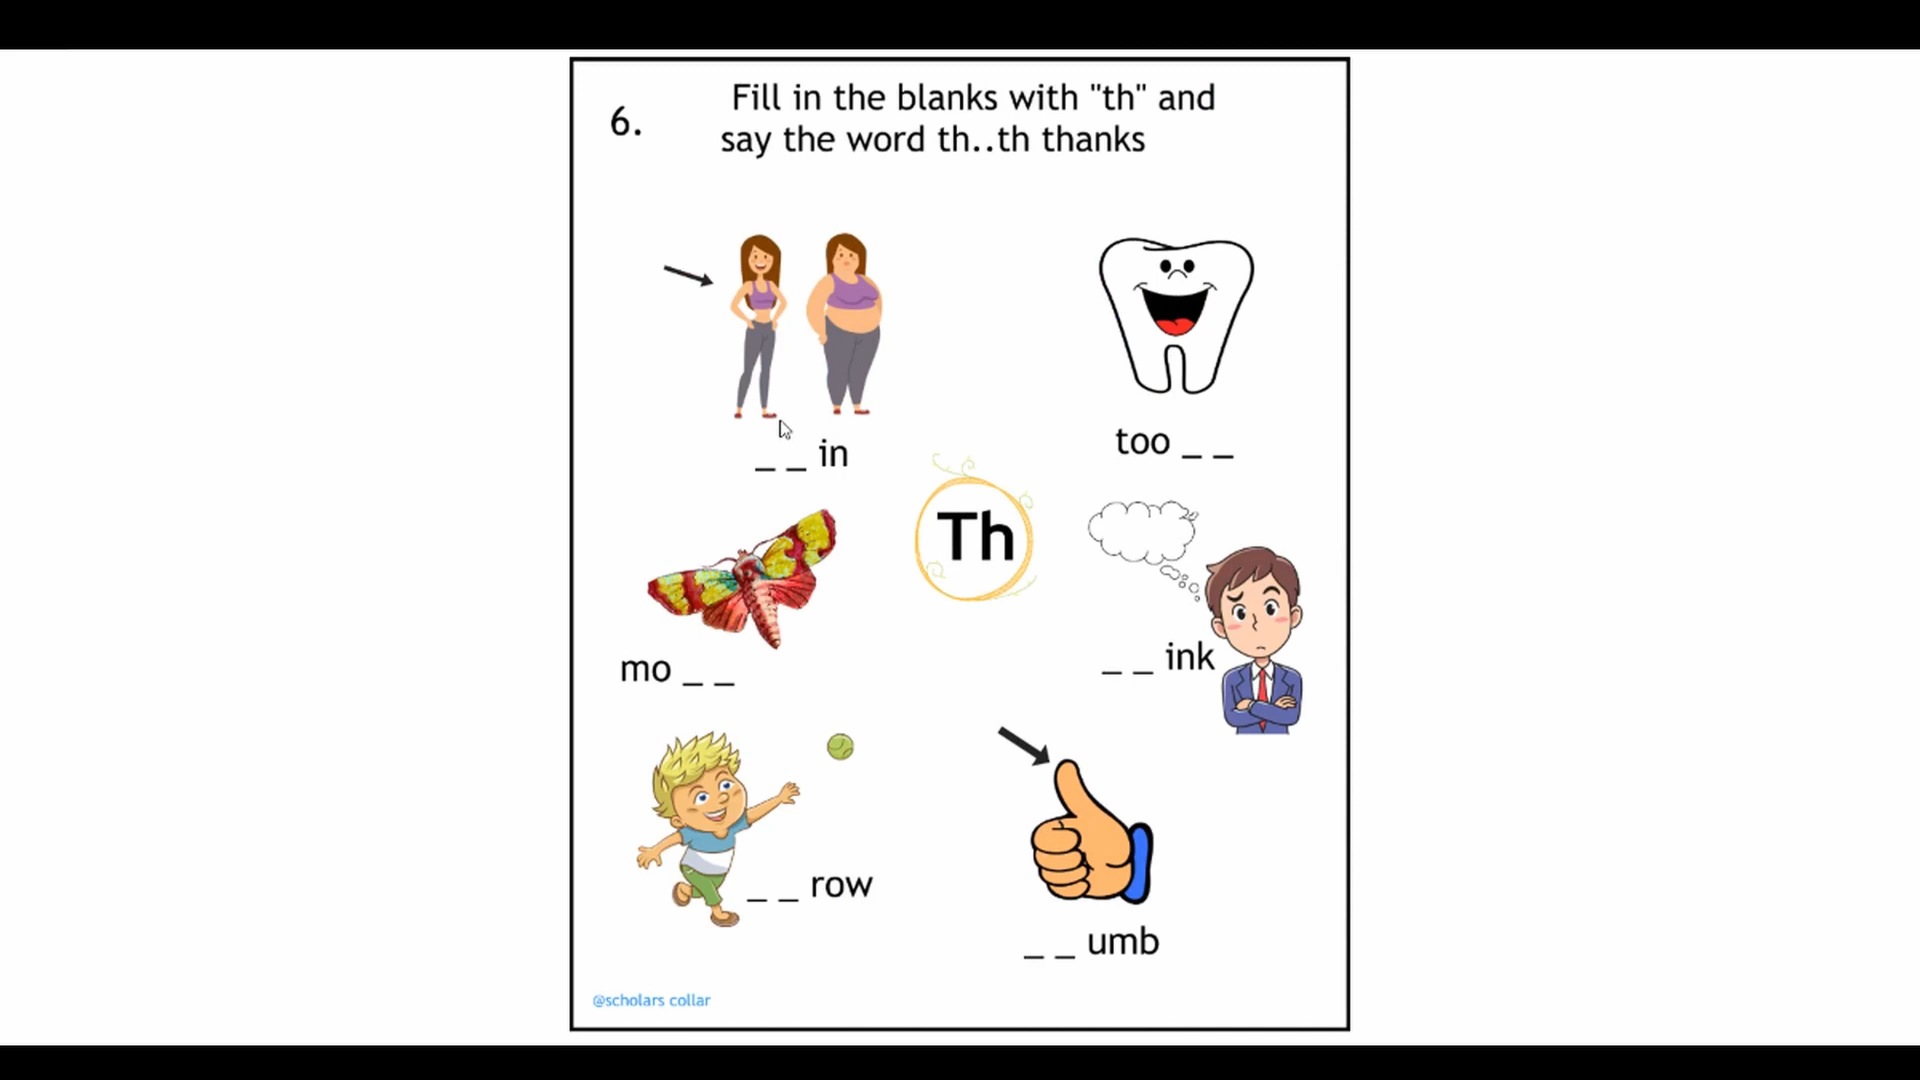 6.
Fill in the blanks with "th" and
say the word th..th thanks
_ _ in
too _ _
Th
mo _ _
_ _ ink
_ _ row
_ _ umb
@scholars collar